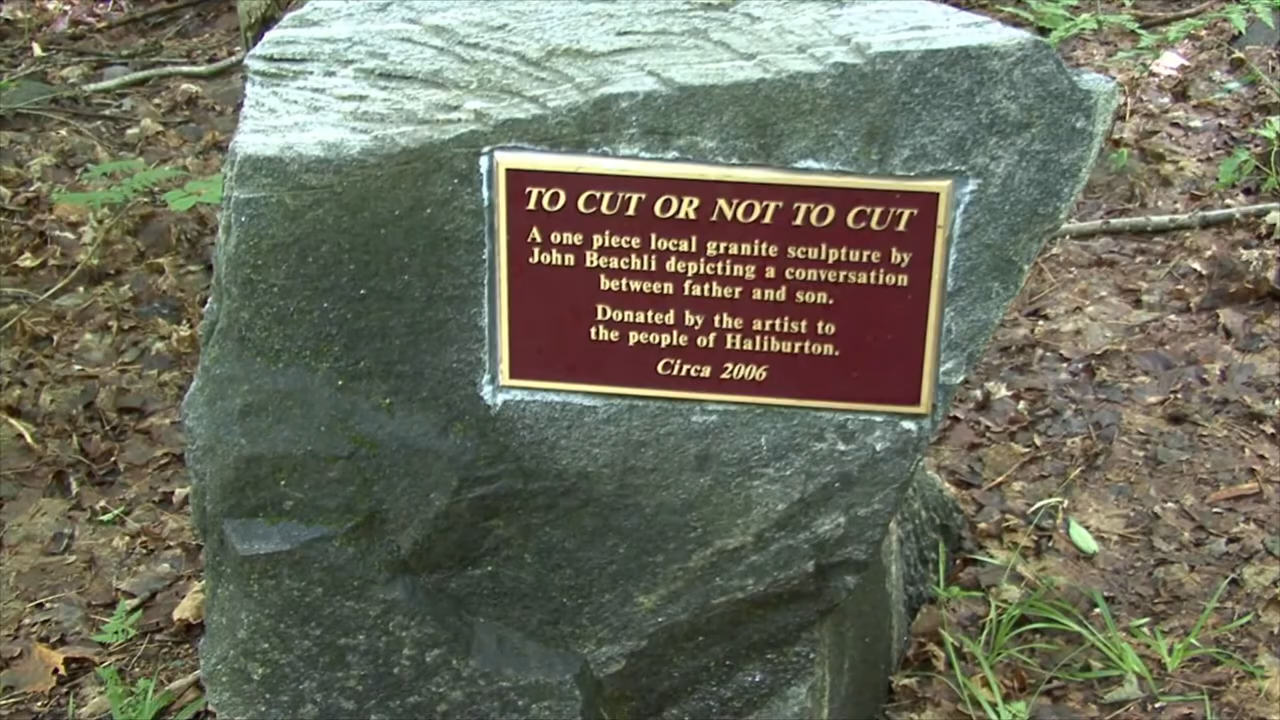 TO CUT OR NOT TO CUT
A one piece local granite sculpture by
John Beachli depicting a conversation
between father and son.
Donated by the artist to
the people of Haliburton.
Circa 2006